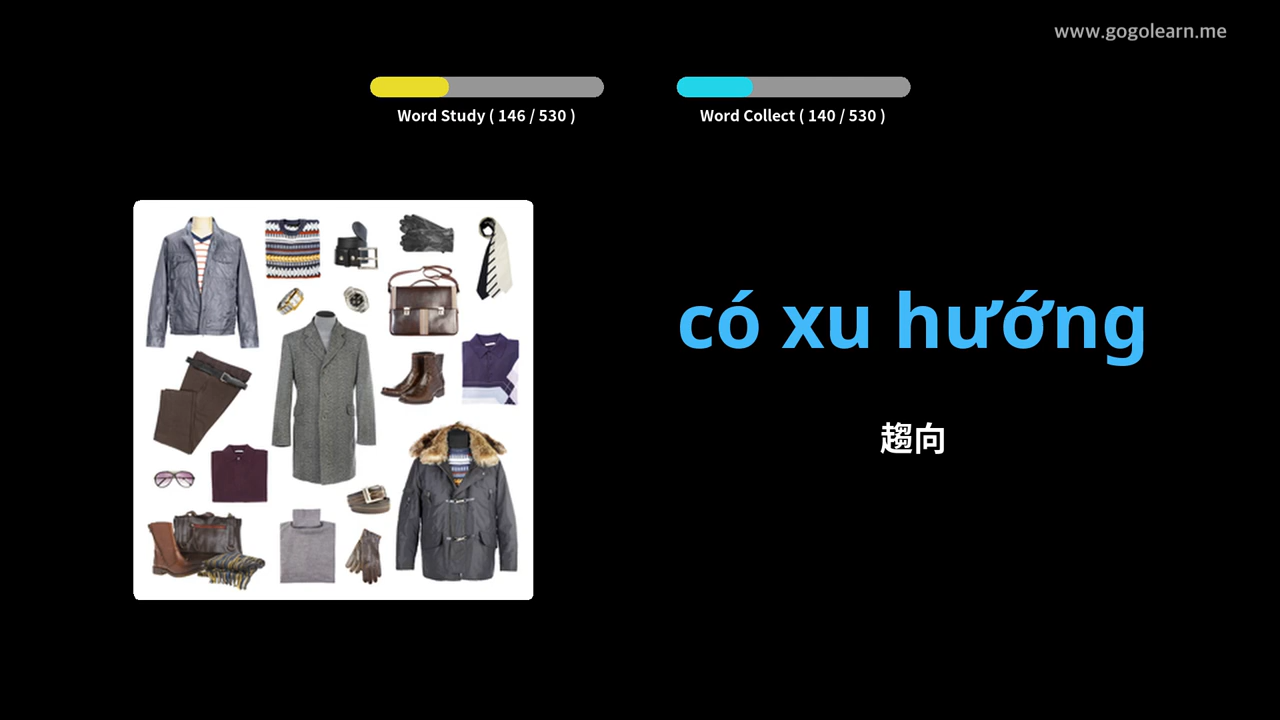 www.gogolearn.me
Word Study ( 146 / 530 )
Word Collect ( 140 / 530 )
có xu hướng
趨向